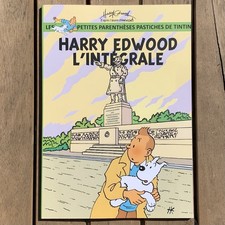 LES PETITES PARENTHÈSES PASTICHES DE TINTIN
HARRY EDWOOD
L'INTÉGRALE